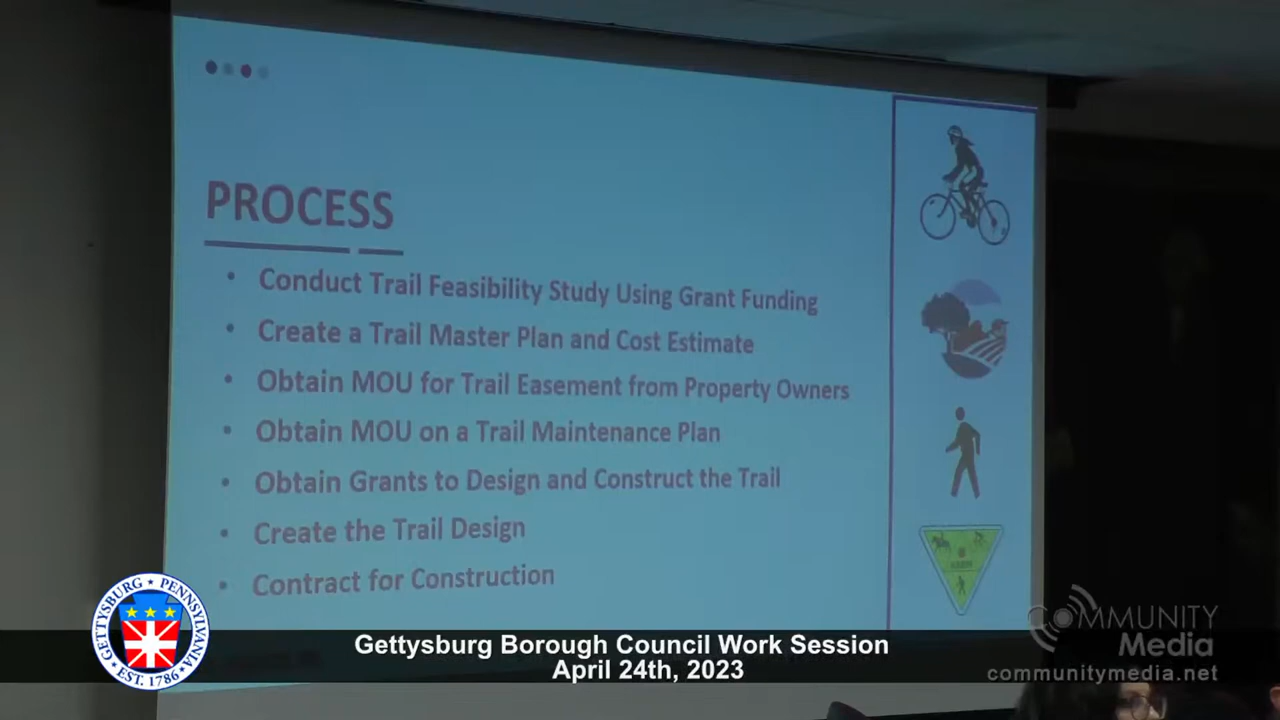 PROCESS
• Conduct Trail Feasibility Study Using Grant Funding
• Create a Trail Master Plan and Cost Estimate
• Obtain MOU for Trail Easement from Property Owners
• Obtain MOU on a Trail Maintenance Plan
• Obtain Grants to Design and Construct the Trail
• Create the Trail Design
• Contract for Construction
GETTYSBURG ★ PENNSYLVANIA
★ EST. 1786 ★
Gettysburg Borough Council Work Session
April 24th, 2023
COMMUNITY
Media
communitymedia.net